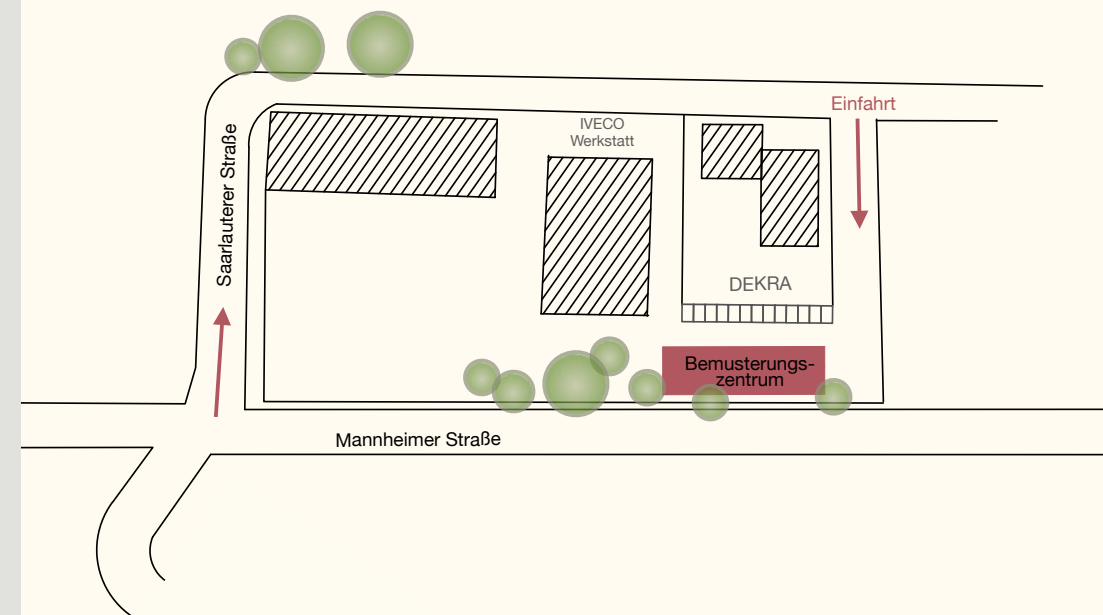 Einfahrt
IVECO
Werkstatt
Saarlauterer Straße
DEKRA
Bemusterungs-
zentrum
Mannheimer Straße